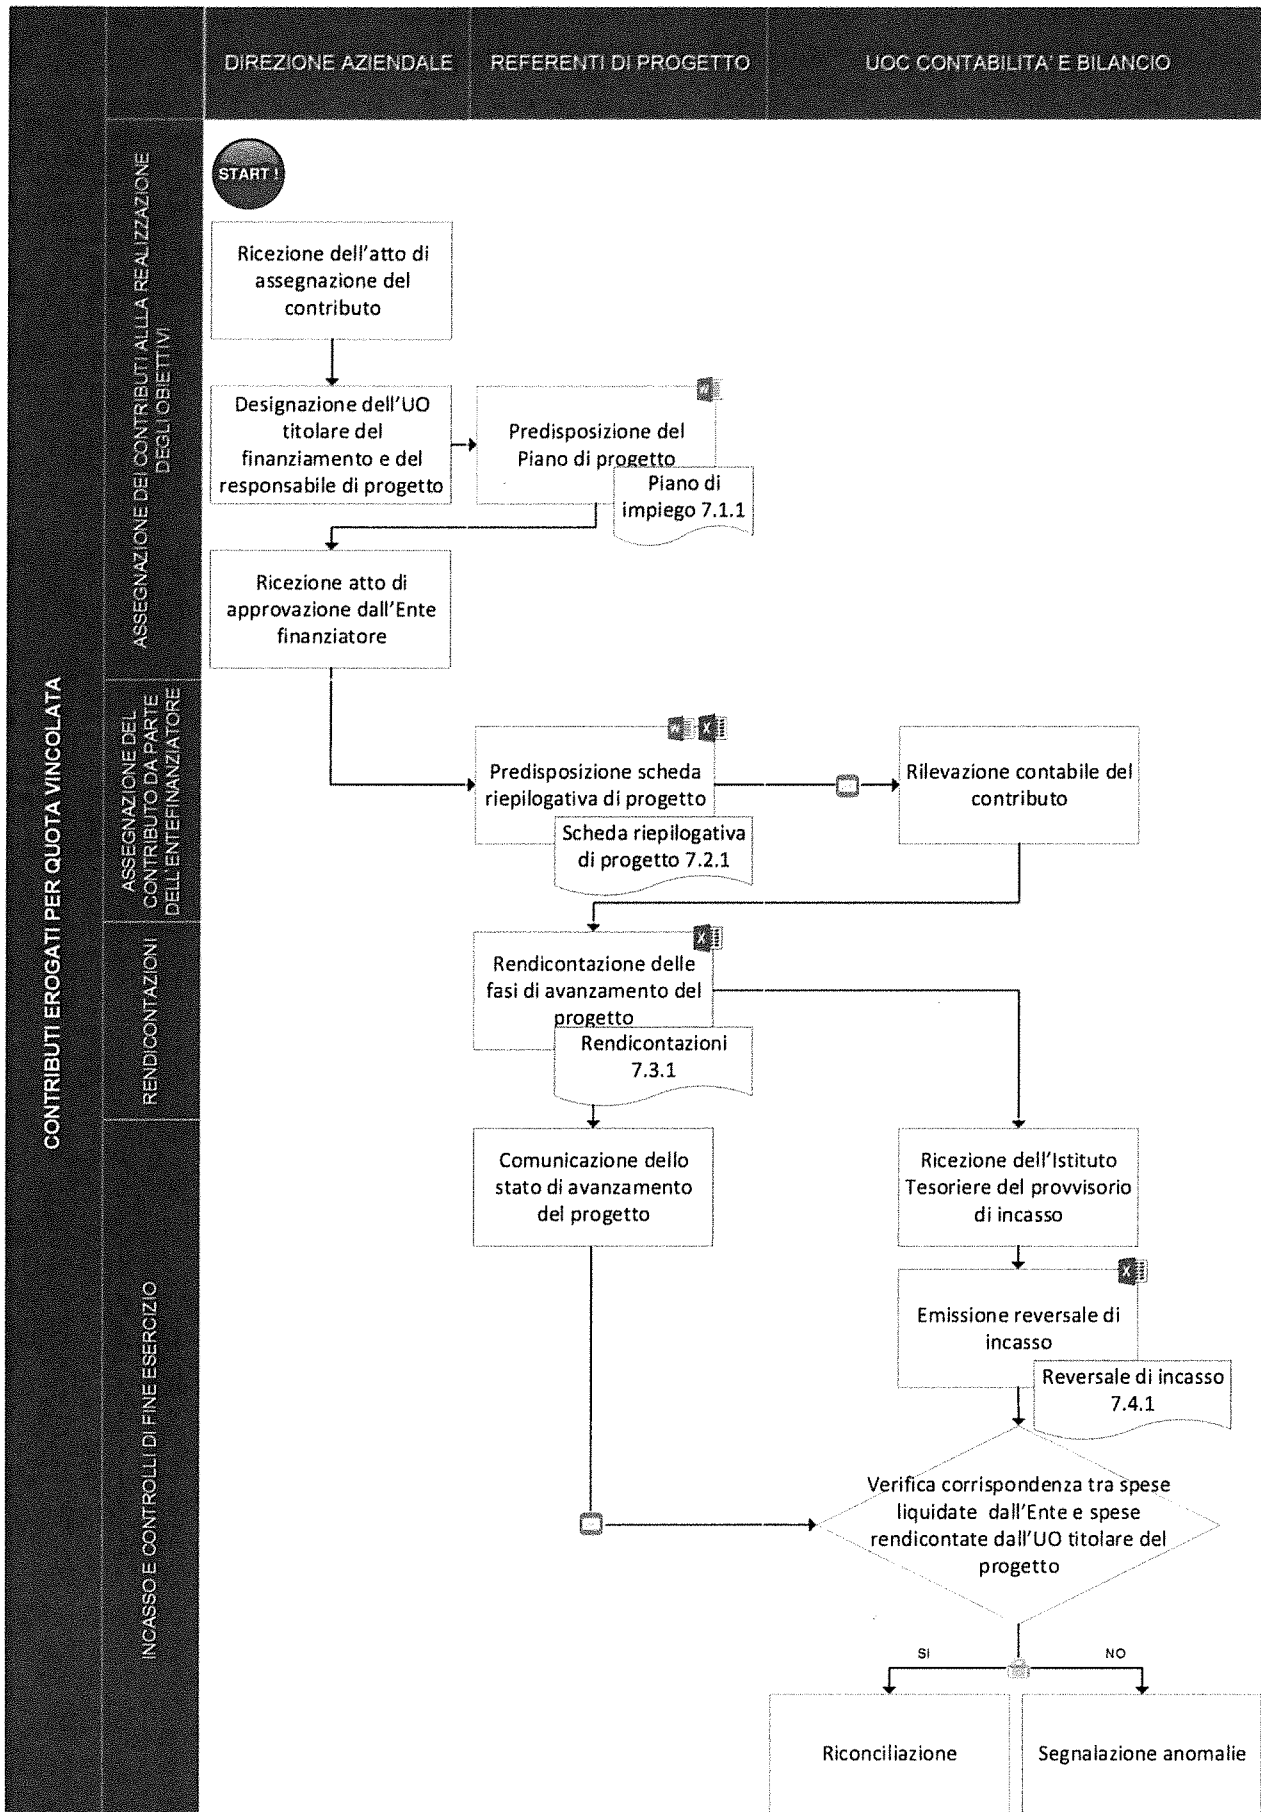 DIREZIONE AZIENDALE
REFERENTI DI PROGETTO
UOC CONTABILITA' E BILANCIO
CONTRIBUTI EROGATI PER QUOTA VINCOLATA
ASSEGNAZIONE DEI CONTRIBUTI ALLLA REALIZZAZIONE
DEGLI OBIETTIVI
START !
Ricezione dell'atto di
assegnazione del
contributo
Designazione dell'UO
titolare del
finanziamento e del
responsabile di progetto
Predisposizione del
Piano di progetto
Piano di
impiego 7.1.1
Ricezione atto di
approvazione dall'Ente
finanziatore
ASSEGNAZIONE DEL
CONTRIBUTO DA PARTE
DELL'ENTEFINANZIATORE
Predisposizione scheda
riepilogativa di progetto
Scheda riepilogativa
di progetto 7.2.1
Rilevazione contabile del
contributo
RENDICONTAZIONI
Rendicontazione delle
fasi di avanzamento del
progetto
Rendicontazioni
7.3.1
INCASSO E CONTROLLI DI FINE ESERCIZIO
Comunicazione dello
stato di avanzamento
del progetto
Ricezione dell'Istituto
Tesoriere del provvisorio
di incasso
Emissione reversale di
incasso
Reversale di incasso
7.4.1
Verifica corrispondenza tra spese
liquidate dall'Ente e spese
rendicontate dall'UO titolare del
progetto
SI
NO
Riconciliazione
Segnalazione anomalie